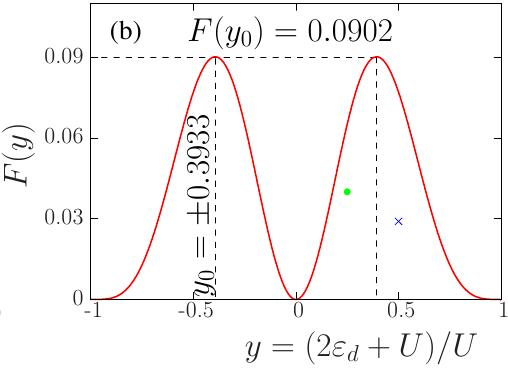 (b)
F(y₀) = 0.0902
0.09
0.06
0.03
0
F(y)
y₀ = ±0.3933
-1
-0.5
0
0.5
1
y = (2ε_d + U)/U